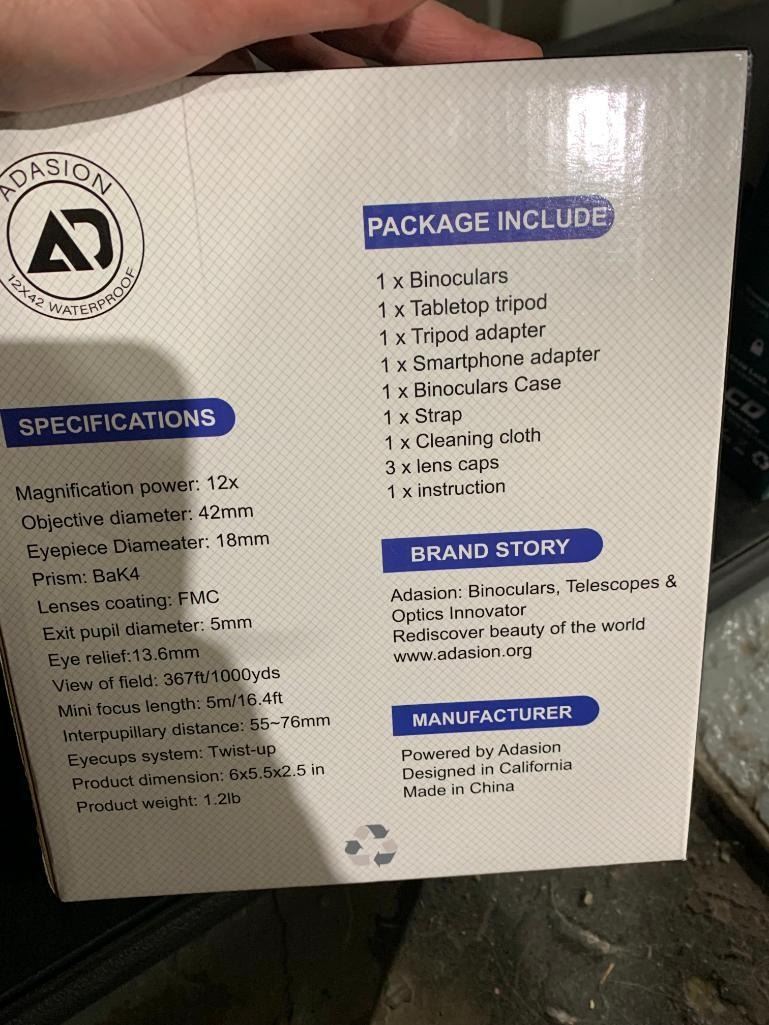 ADASION
12X42 WATERPROOF
SPECIFICATIONS
Magnification power: 12x
Objective diameter: 42mm
Eyepiece Diameater: 18mm
Prism: BaK4
Lenses coating: FMC
Exit pupil diameter: 5mm
Eye relief:13.6mm
View of field: 367ft/1000yds
Mini focus length: 5m/16.4ft
Interpupillary distance: 55~76mm
Eyecups system: Twist-up
Product dimension: 6x5.5x2.5 in
Product weight: 1.2lb
PACKAGE INCLUDE
1 x Binoculars
1 x Tabletop tripod
1 x Tripod adapter
1 x Smartphone adapter
1 x Binoculars Case
1 x Strap
1 x Cleaning cloth
3 x lens caps
1 x instruction
BRAND STORY
Adasion: Binoculars, Telescopes &
Optics Innovator
Rediscover beauty of the world
www.adasion.org
MANUFACTURER
Powered by Adasion
Designed in California
Made in China